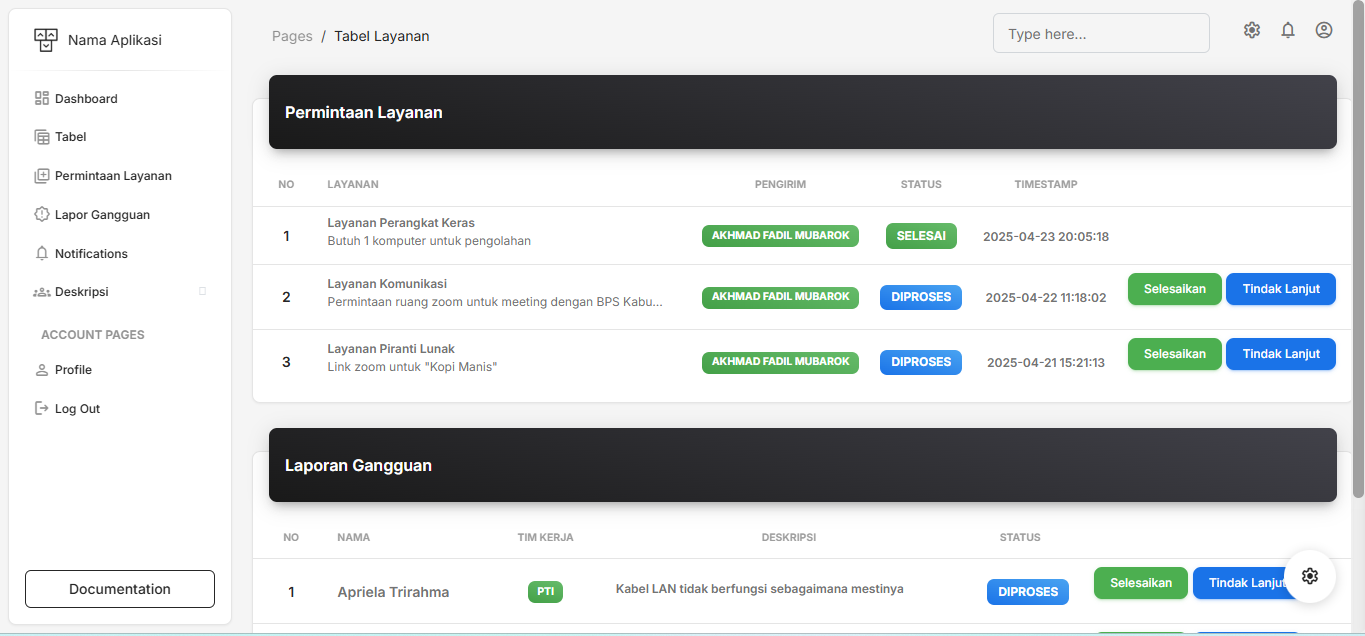 Nama Aplikasi
Dashboard
Tabel
Permintaan Layanan
Lapor Gangguan
Notifications
Deskripsi
ACCOUNT PAGES
Profile
Log Out
Documentation
Pages / Tabel Layanan
Type here...
Permintaan Layanan
NO LAYANAN PENGIRIM STATUS TIMESTAMP
1 Layanan Perangkat Keras AKHMAD FADIL MUBAROK SELESAI 2025-04-23 20:05:18
Butuh 1 komputer untuk pengolahan
2 Layanan Komunikasi AKHMAD FADIL MUBAROK DIPROSES 2025-04-22 11:18:02 Selesaikan Tindak Lanjut
Permintaan ruang zoom untuk meeting dengan BPS Kabu...
3 Layanan Piranti Lunak AKHMAD FADIL MUBAROK DIPROSES 2025-04-21 15:21:13 Selesaikan Tindak Lanjut
Link zoom untuk "Kopi Manis"
Laporan Gangguan
NO NAMA TIM KERJA DESKRIPSI STATUS
1 Apriela Trirahma PTI Kabel LAN tidak berfungsi sebagaimana mestinya DIPROSES Selesaikan Tindak Lanjut